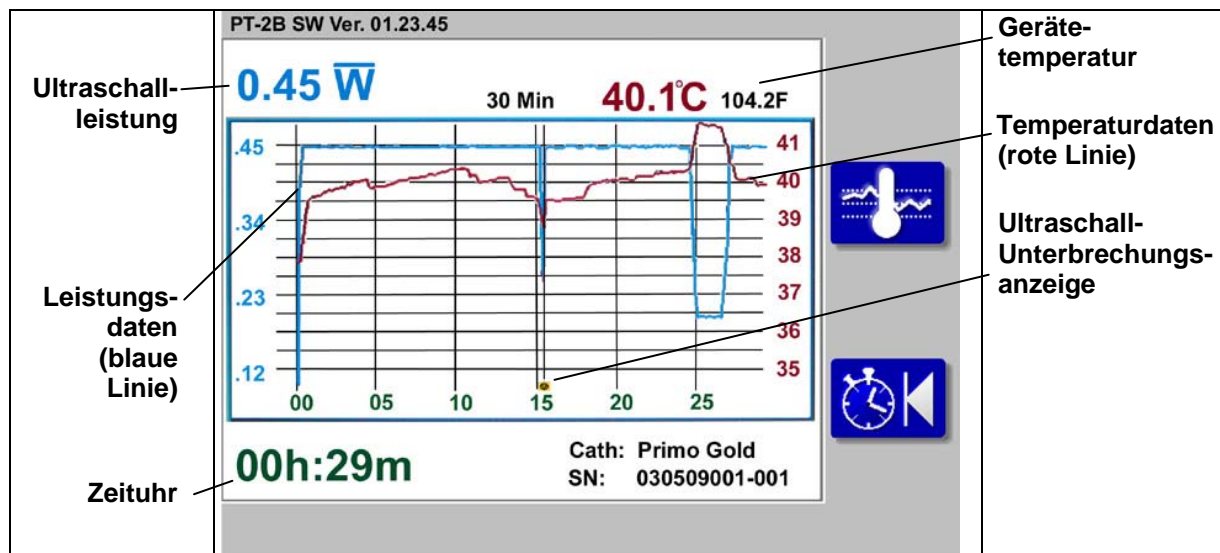 PT-2B SW Ver. 01.23.45
Ultraschall-
leistung
0.45 W
30 Min
40.1°C
104.2F
Geräte-
temperatur
Temperaturdaten
(rote Linie)
Ultraschall-
Unterbrechungs-
anzeige
Leistungs-
daten
(blaue
Linie)
.45
.34
.23
.12
41
40
39
38
37
36
35
00 05 10 15 20 25
Zeituhr
00h:29m
Cath: Primo Gold
SN: 030509001-001